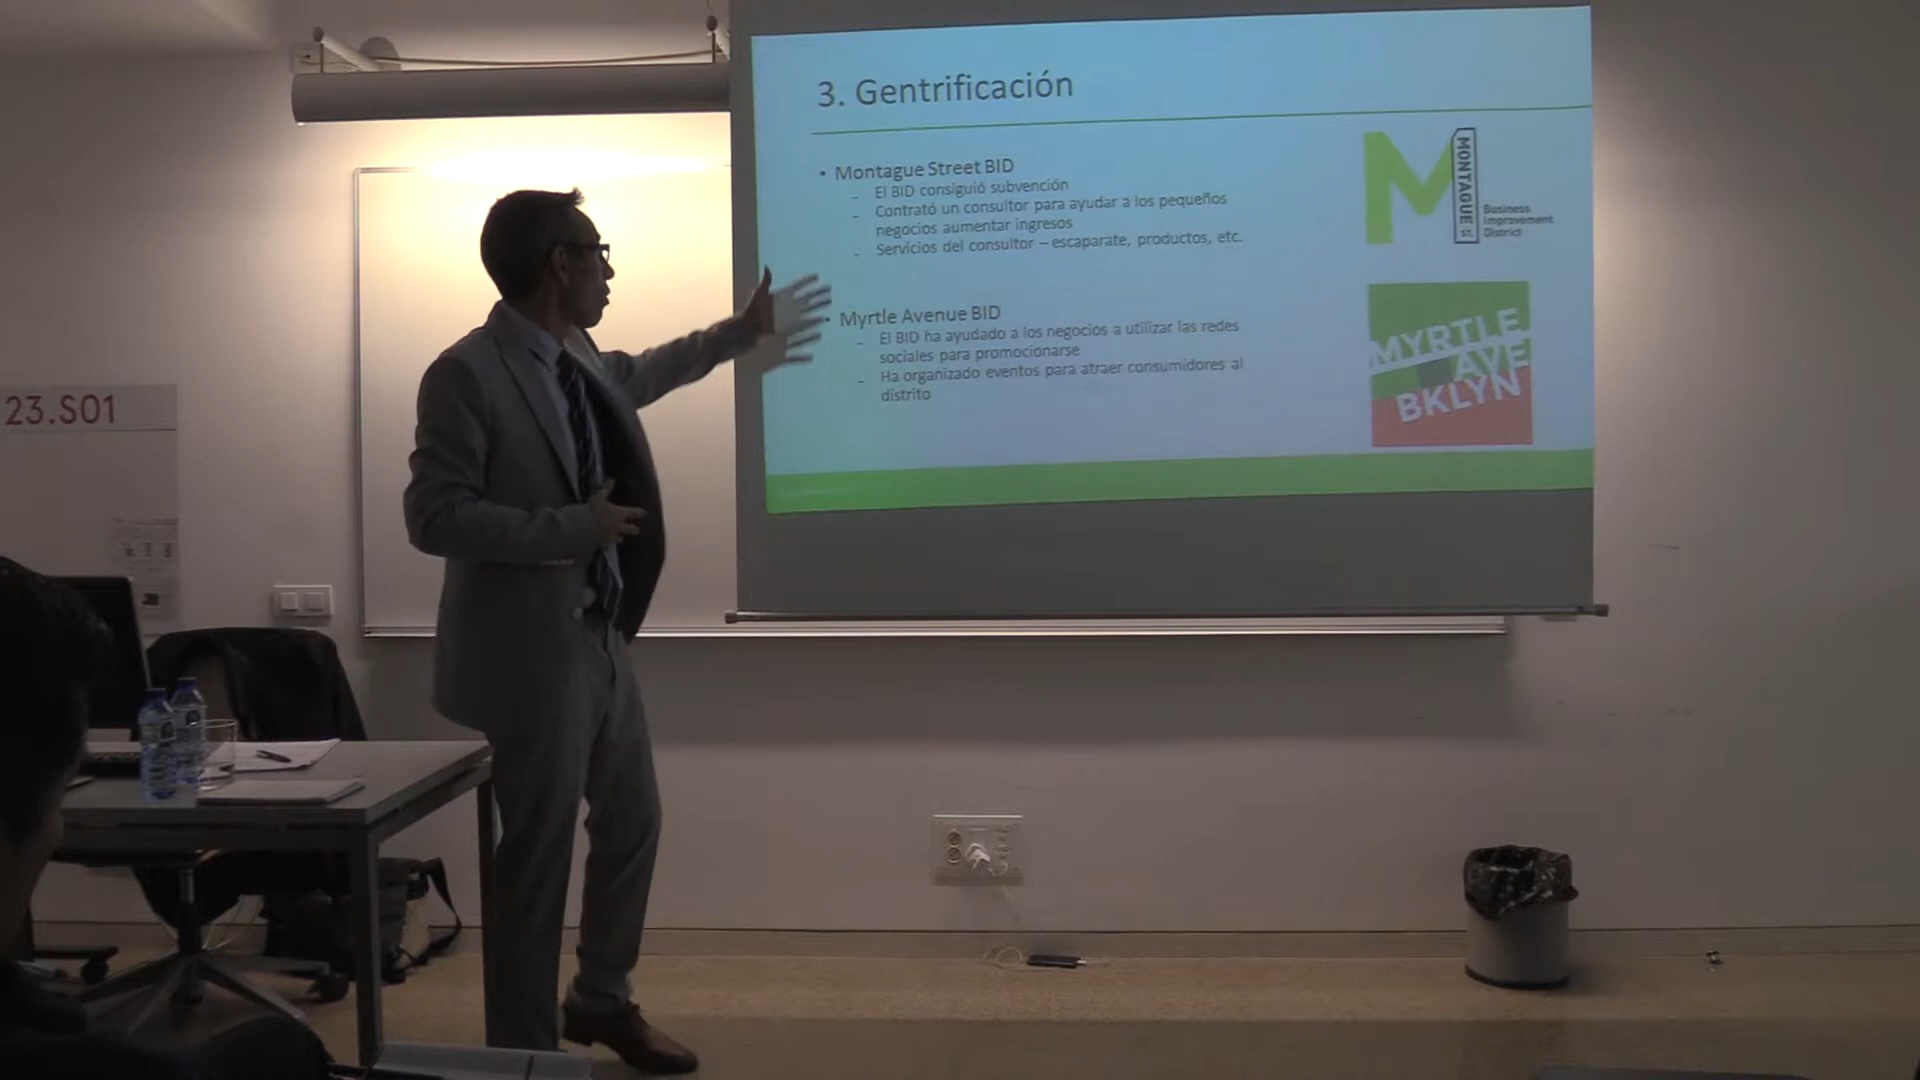 3. Gentrificación
• Montague Street BID
- El BID consiguió subvención
- Contrató un consultor para ayudar a los pequeños
negocios aumentar ingresos
- Servicios del consultor – escaparate, productos, etc.
• Myrtle Avenue BID
- El BID ha ayudado a los negocios a utilizar las redes
sociales para promocionarse
- Ha organizado eventos para atraer consumidores al
distrito
M
MONTAGUE ST.
Business
Improvement
District
MYRTLE
AVE
BKLYN
23.S01